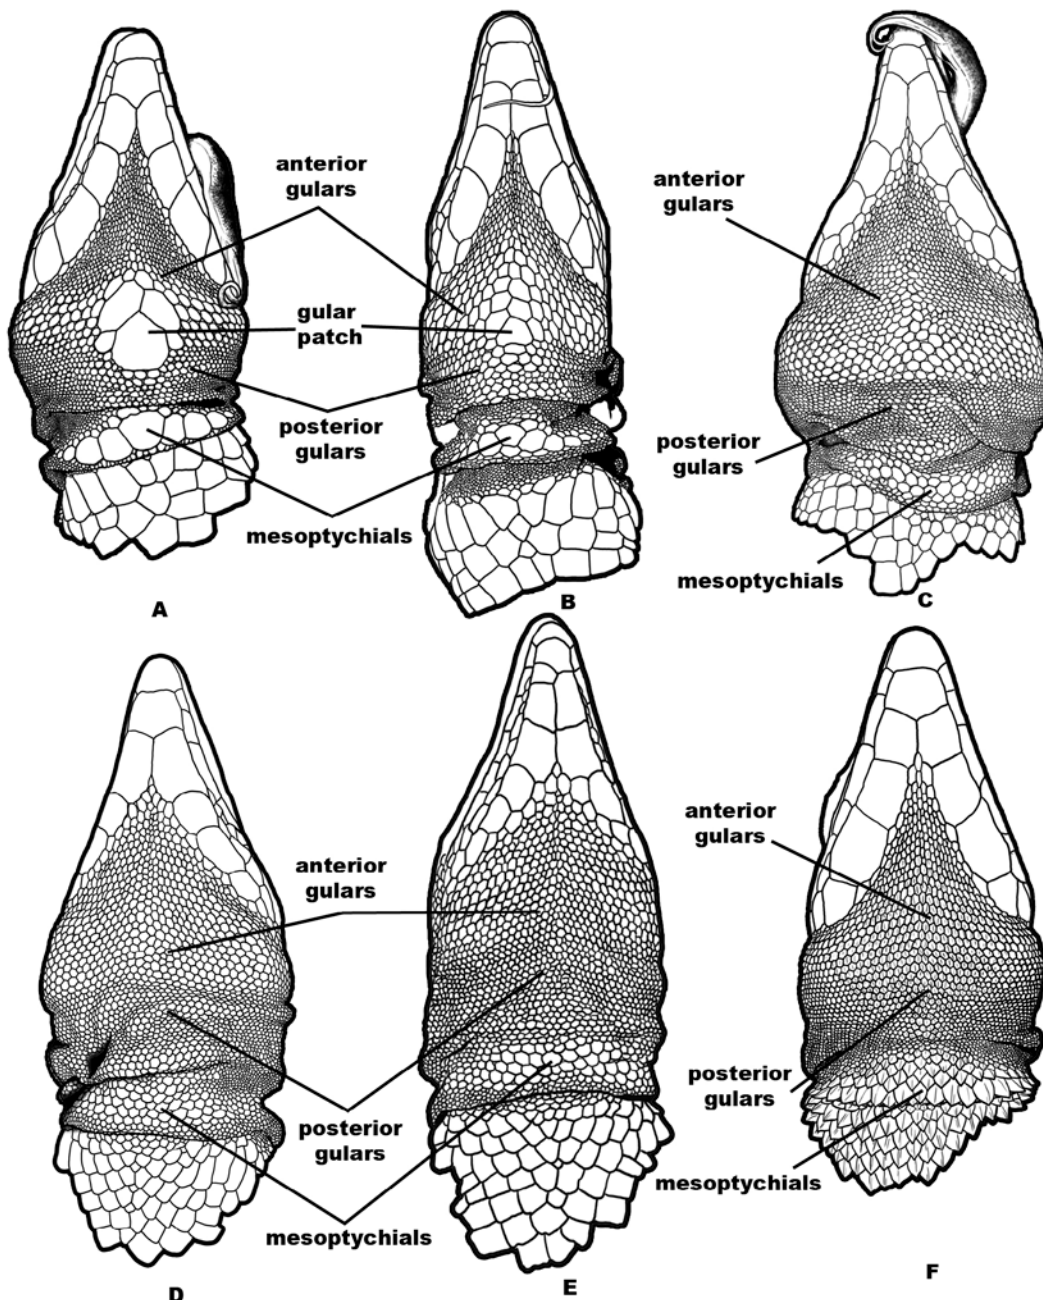 anterior
gulars
gular
patch
posterior
gulars
mesoptychials
anterior
gulars
posterior
gulars
mesoptychials
A
B
C
anterior
gulars
posterior
gulars
mesoptychials
anterior
gulars
posterior
gulars
mesoptychials
D
E
F